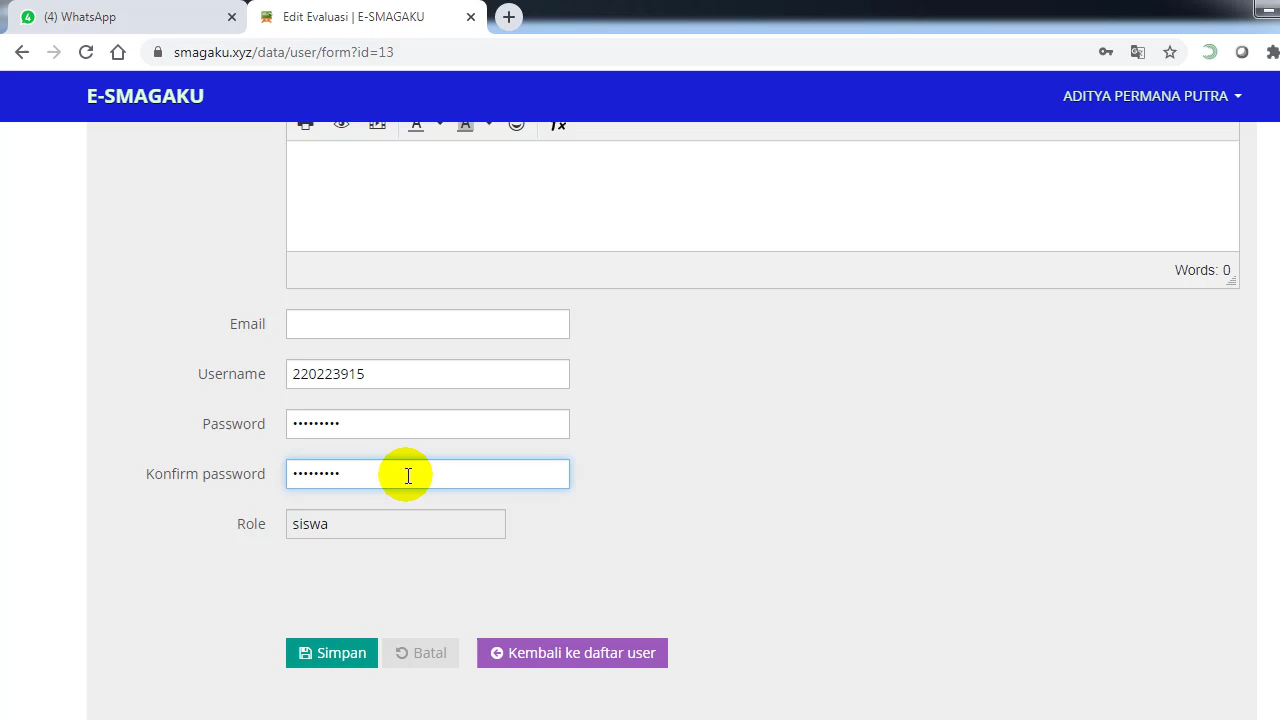 (4) WhatsApp
Edit Evaluasi | E-SMAGAKU
smagaku.xyz/data/user/form?id=13
E-SMAGAKU
ADITYA PERMANA PUTRA
Words: 0
Email
Username 220223915
Password •••••••••
Konfirm password •••••••••
Role siswa
Simpan Batal Kembali ke daftar user